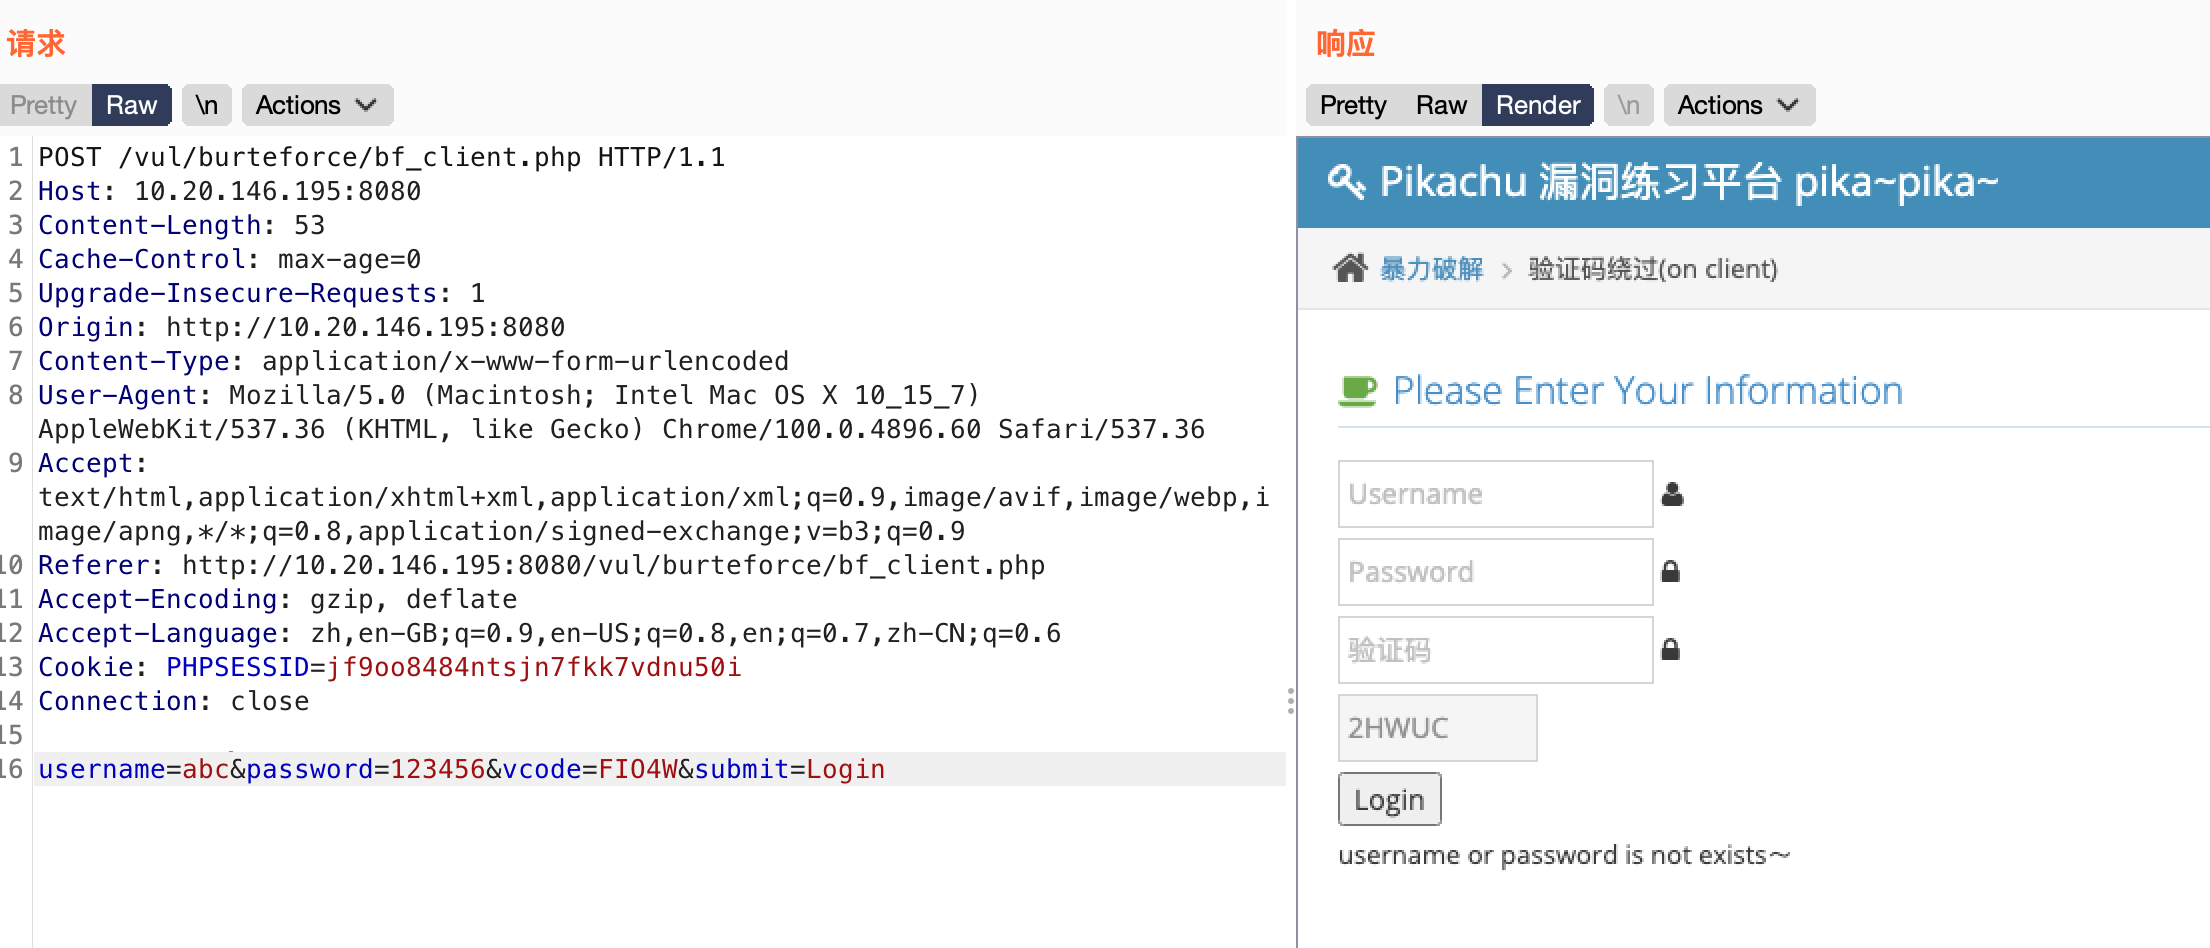 请求
Pretty Raw \n Actions
1 POST /vul/burteforce/bf_client.php HTTP/1.1
2 Host: 10.20.146.195:8080
3 Content-Length: 53
4 Cache-Control: max-age=0
5 Upgrade-Insecure-Requests: 1
6 Origin: http://10.20.146.195:8080
7 Content-Type: application/x-www-form-urlencoded
8 User-Agent: Mozilla/5.0 (Macintosh; Intel Mac OS X 10_15_7)
AppleWebKit/537.36 (KHTML, like Gecko) Chrome/100.0.4896.60 Safari/537.36
9 Accept:
text/html,application/xhtml+xml,application/xml;q=0.9,image/avif,image/webp,i
mage/apng,*/*;q=0.8,application/signed-exchange;v=b3;q=0.9
10 Referer: http://10.20.146.195:8080/vul/burteforce/bf_client.php
11 Accept-Encoding: gzip, deflate
12 Accept-Language: zh,en-GB;q=0.9,en-US;q=0.8,en;q=0.7,zh-CN;q=0.6
13 Cookie: PHPSESSID=jf9oo8484ntsjn7fkk7vdnu50i
14 Connection: close
15
16 username=abc&password=123456&vcode=FIO4W&submit=Login
响应
Pretty Raw Render \n Actions
Pikachu 漏洞练习平台 pika~pika~
暴力破解 > 验证码绕过(on client)
Please Enter Your Information
Username
Password
验证码
2HWUC
Login
username or password is not exists～